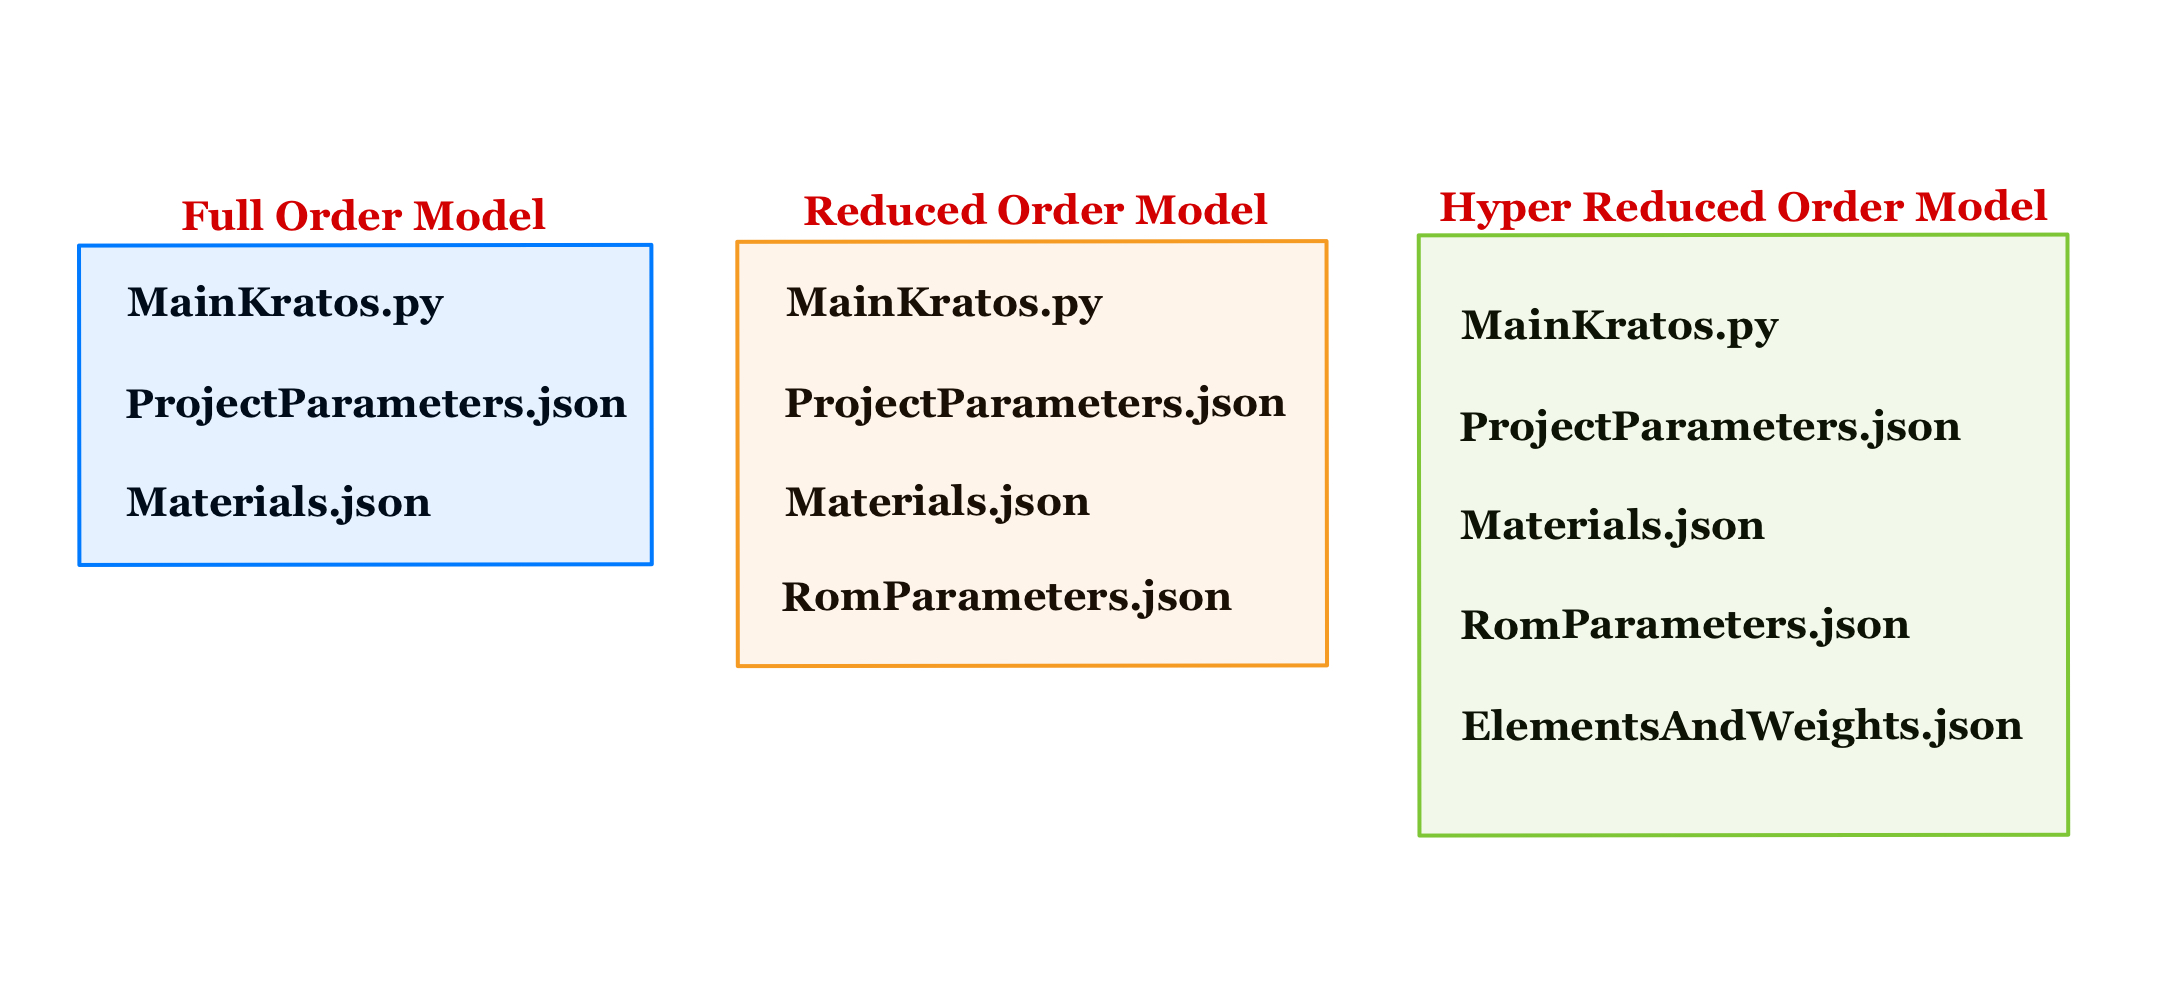 Full Order Model
MainKratos.py
ProjectParameters.json
Materials.json
Reduced Order Model
MainKratos.py
ProjectParameters.json
Materials.json
RomParameters.json
Hyper Reduced Order Model
MainKratos.py
ProjectParameters.json
Materials.json
RomParameters.json
ElementsAndWeights.json